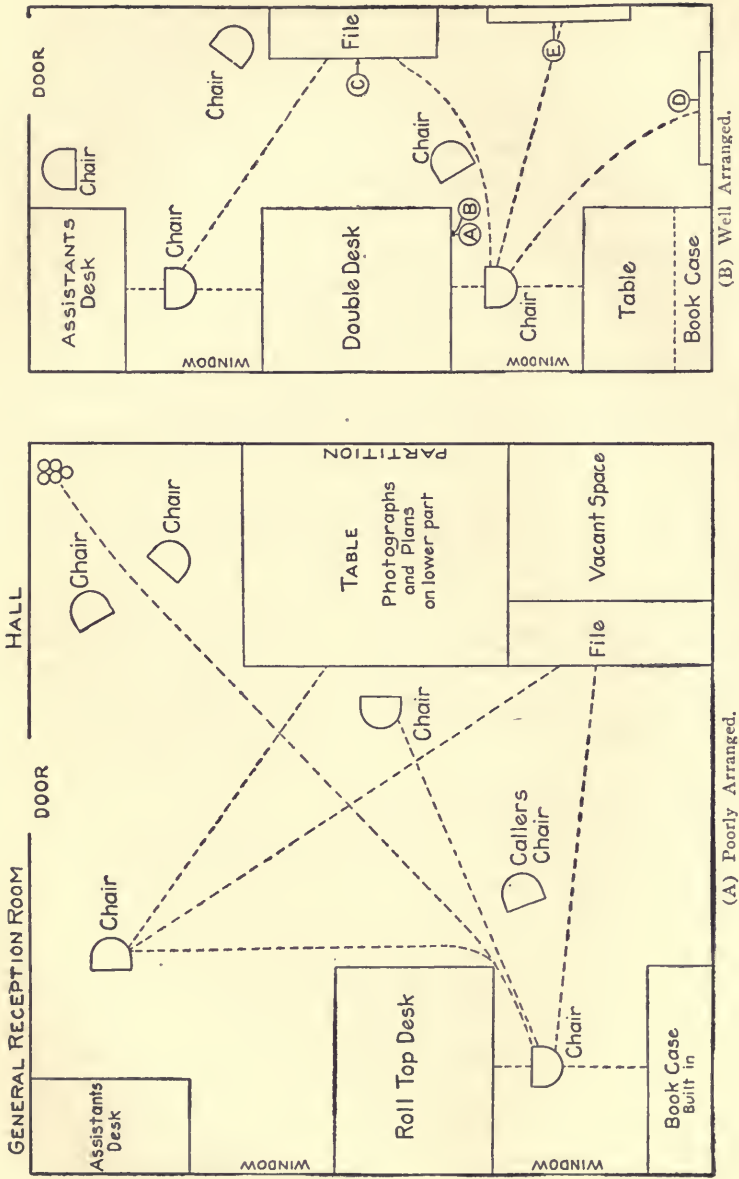 GENERAL RECEPTION ROOM
HALL
DOOR
Assistants
Desk
Chair
Chair
Chair
WINDOW
Roll Top Desk
Chair
Callers
Chair
TABLE
Photographs
and Plans
on lower part
PARTITION
WINDOW
Chair
Book Case
Built in
File
Vacant Space
(A) Poorly Arranged.
DOOR
ASSISTANTS
Desk
Chair
Chair
Chair
WINDOW
File
C
Double Desk
A B
Chair
E
WINDOW
Chair
D
Table
Book Case
(B) Well Arranged.